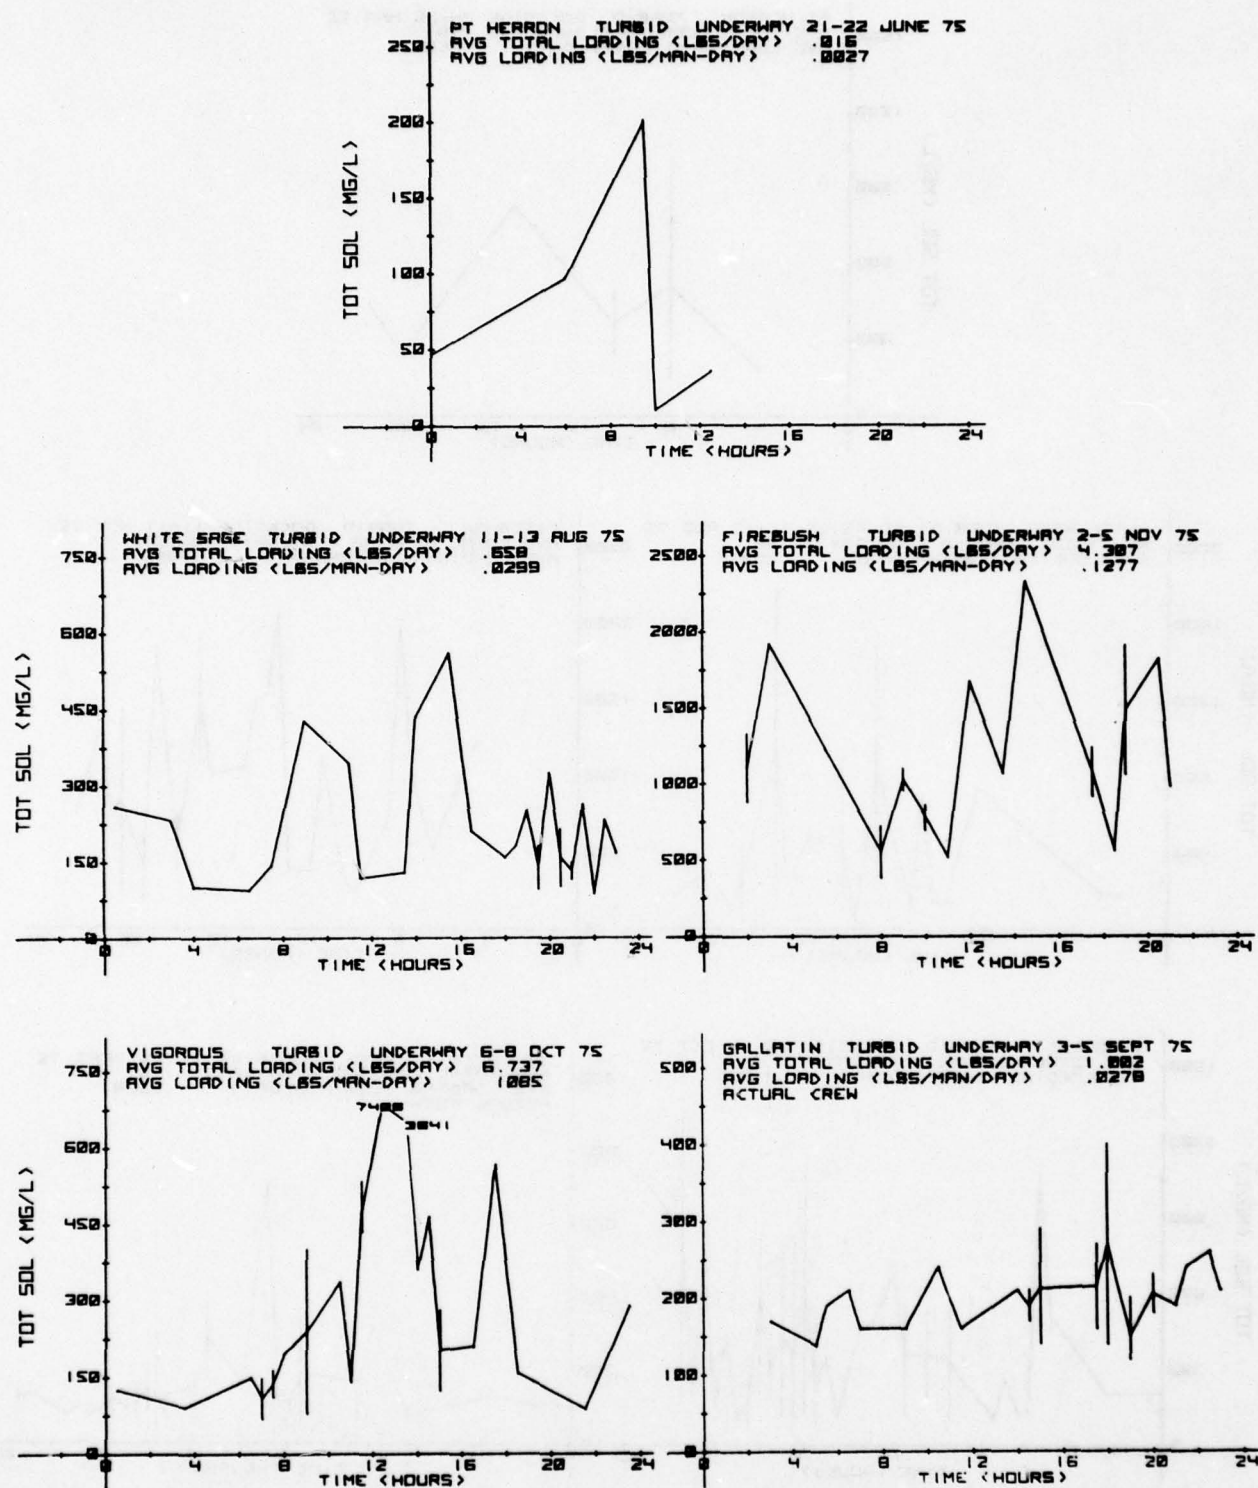 PT HERRON TURBID UNDERWAY 21-22 JUNE 75
AVG TOTAL LOADING <LBS/DAY> .016
AVG LOADING <LBS/MAN-DAY> .0027
TOT SOL <MG/L>
250
200
150
100
50
0
0 8 12 16 20 24
TIME <HOURS>
WHITE SAGE TURBID UNDERWAY 11-13 AUG 75
AVG TOTAL LOADING <LBS/DAY> .658
AVG LOADING <LBS/MAN-DAY> .0299
TOT SOL <MG/L>
750
600
450
300
150
0
0 4 8 12 16 20 24
TIME <HOURS>
FIREBUSH TURBID UNDERWAY 2-5 NOV 75
AVG TOTAL LOADING <LBS/DAY> 4.307
AVG LOADING <LBS/MAN-DAY> .1277
2500
2000
1500
1000
500
0
0 4 8 12 16 20 24
TIME <HOURS>
VIGOROUS TURBID UNDERWAY 6-8 OCT 75
AVG TOTAL LOADING <LBS/DAY> 6.737
AVG LOADING <LBS/MAN-DAY> 1085
3841
TOT SOL <MG/L>
750
600
450
300
150
0
0 4 8 12 16 20 24
TIME <HOURS>
GALLATIN TURBID UNDERWAY 3-5 SEPT 75
AVG TOTAL LOADING <LBS/DAY> 1.002
AVG LOADING <LBS/MAN/DAY> .0278
ACTUAL CREW
500
400
300
200
100
0
0 4 8 12 16 20 24
TIME <HOURS>